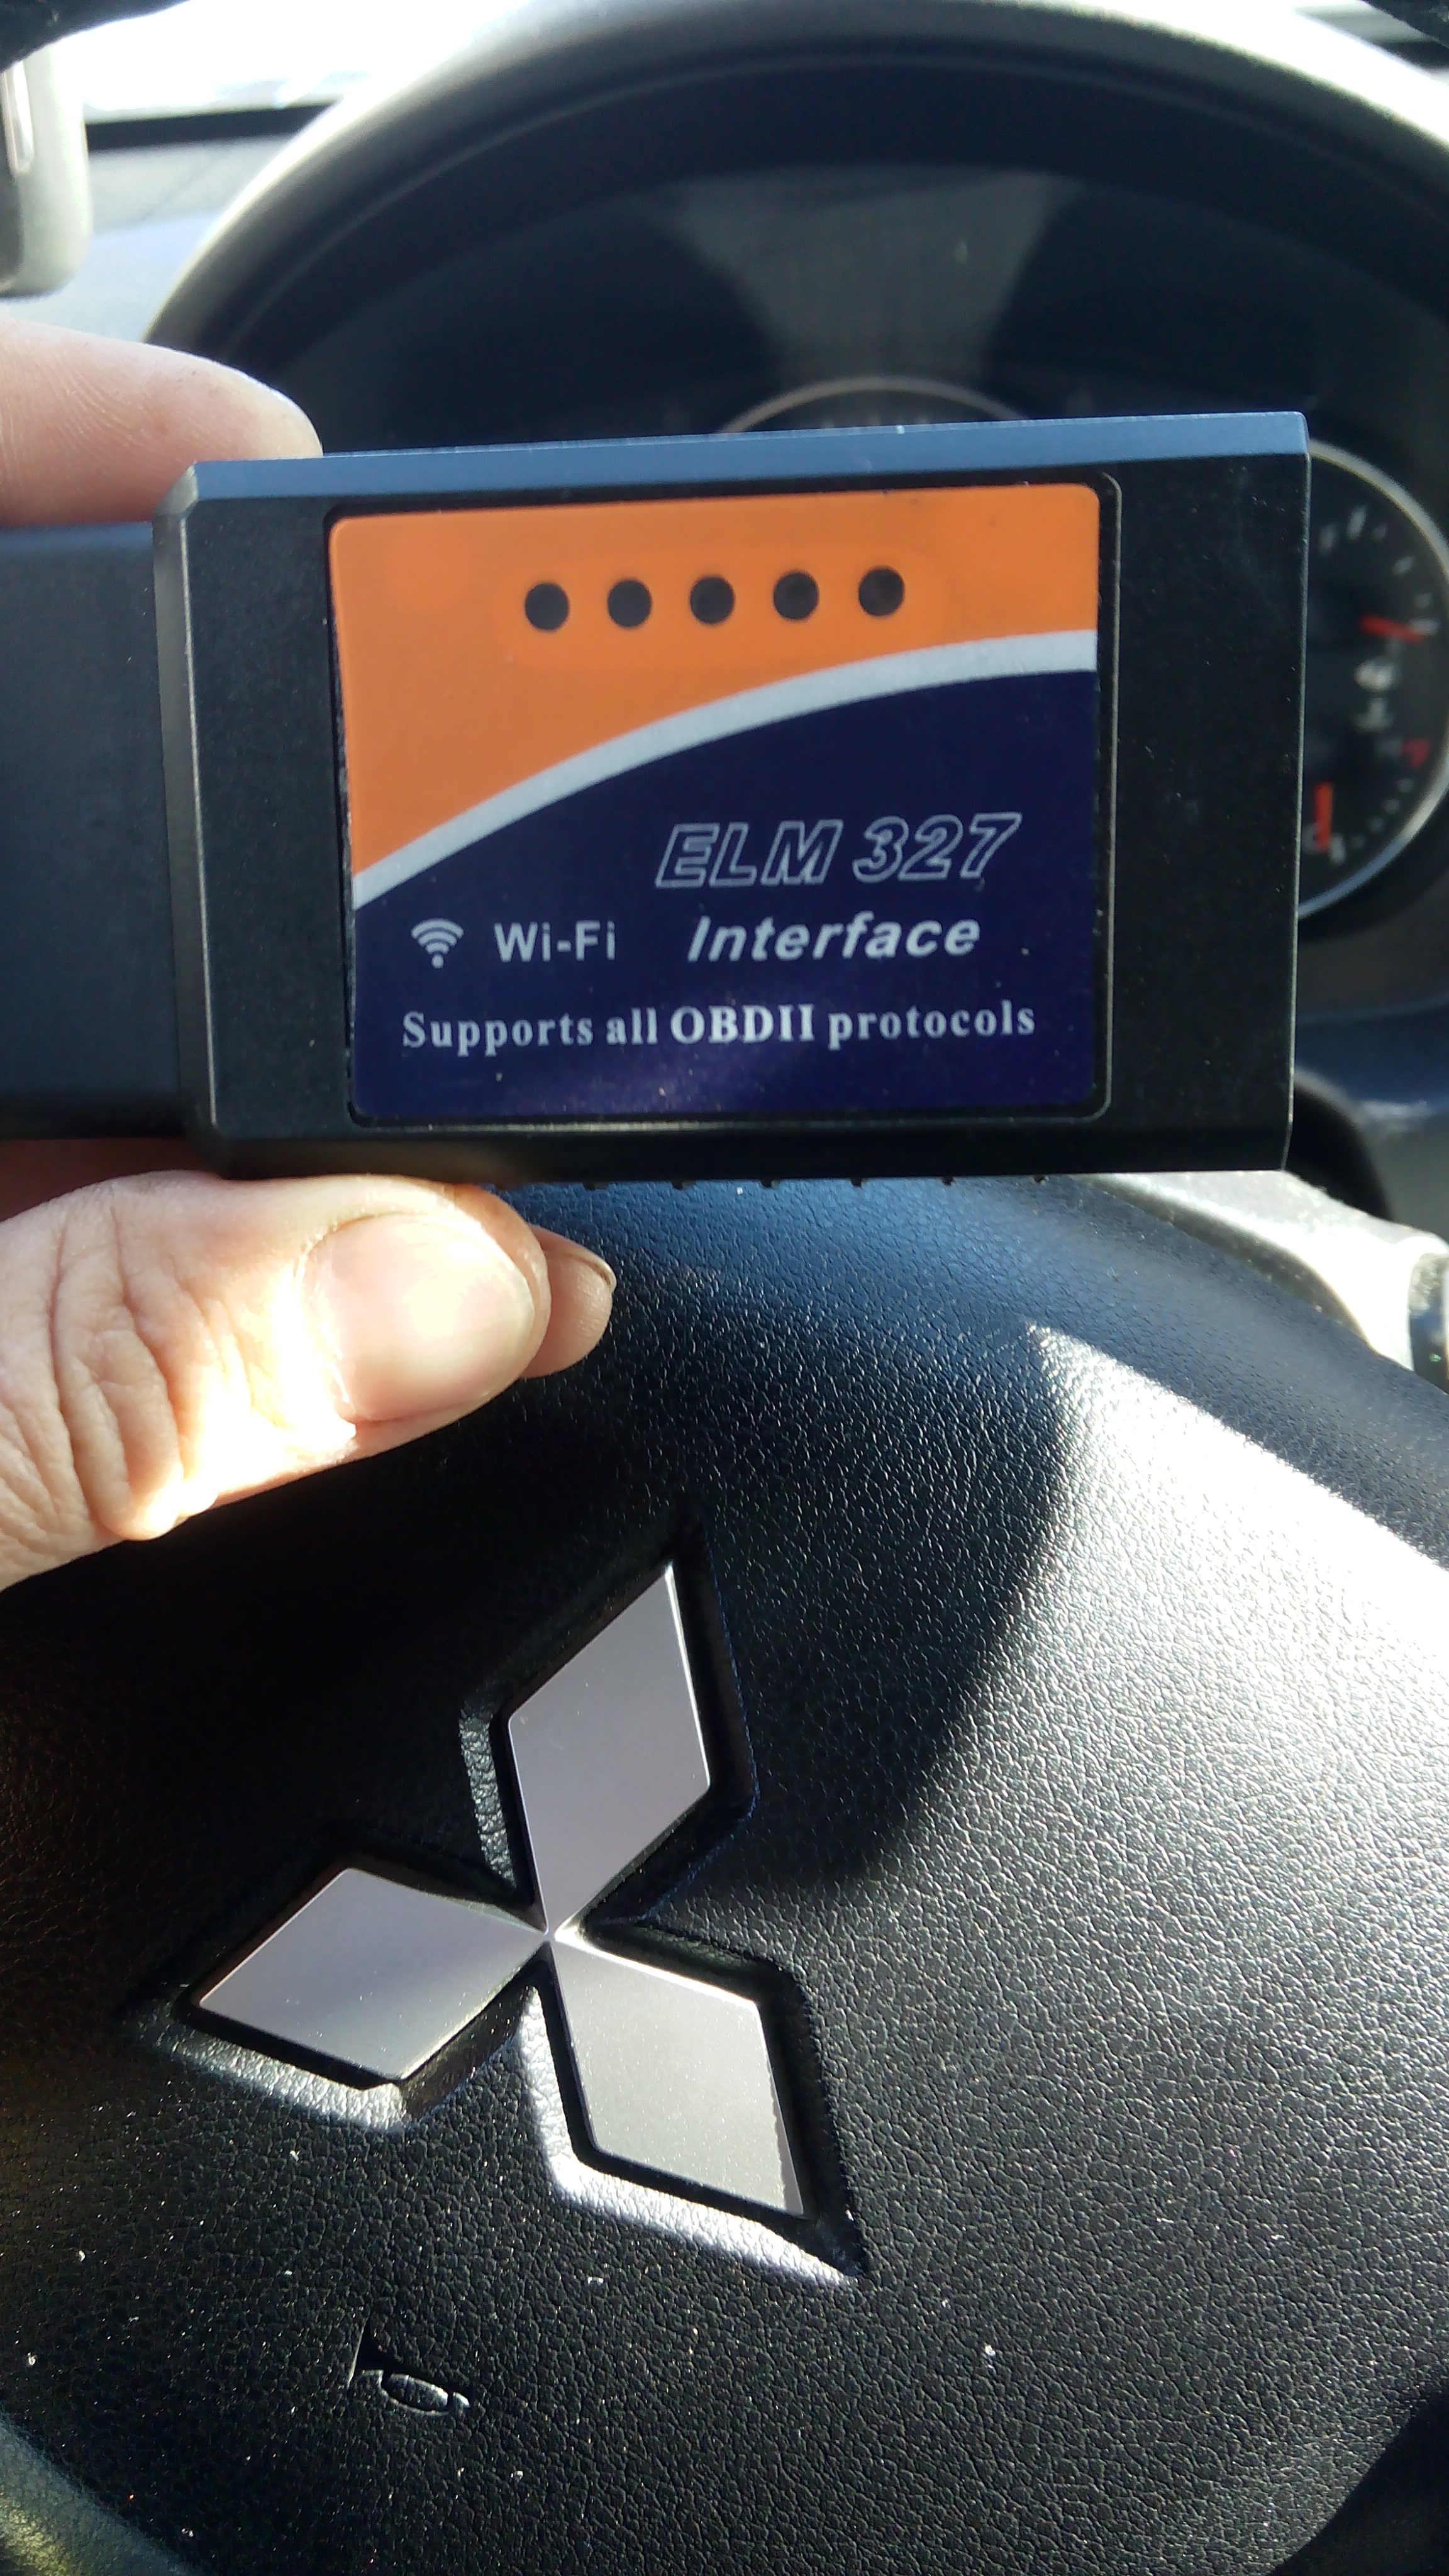 ELM 327
Wi-Fi Interface
Supports all OBDII protocols